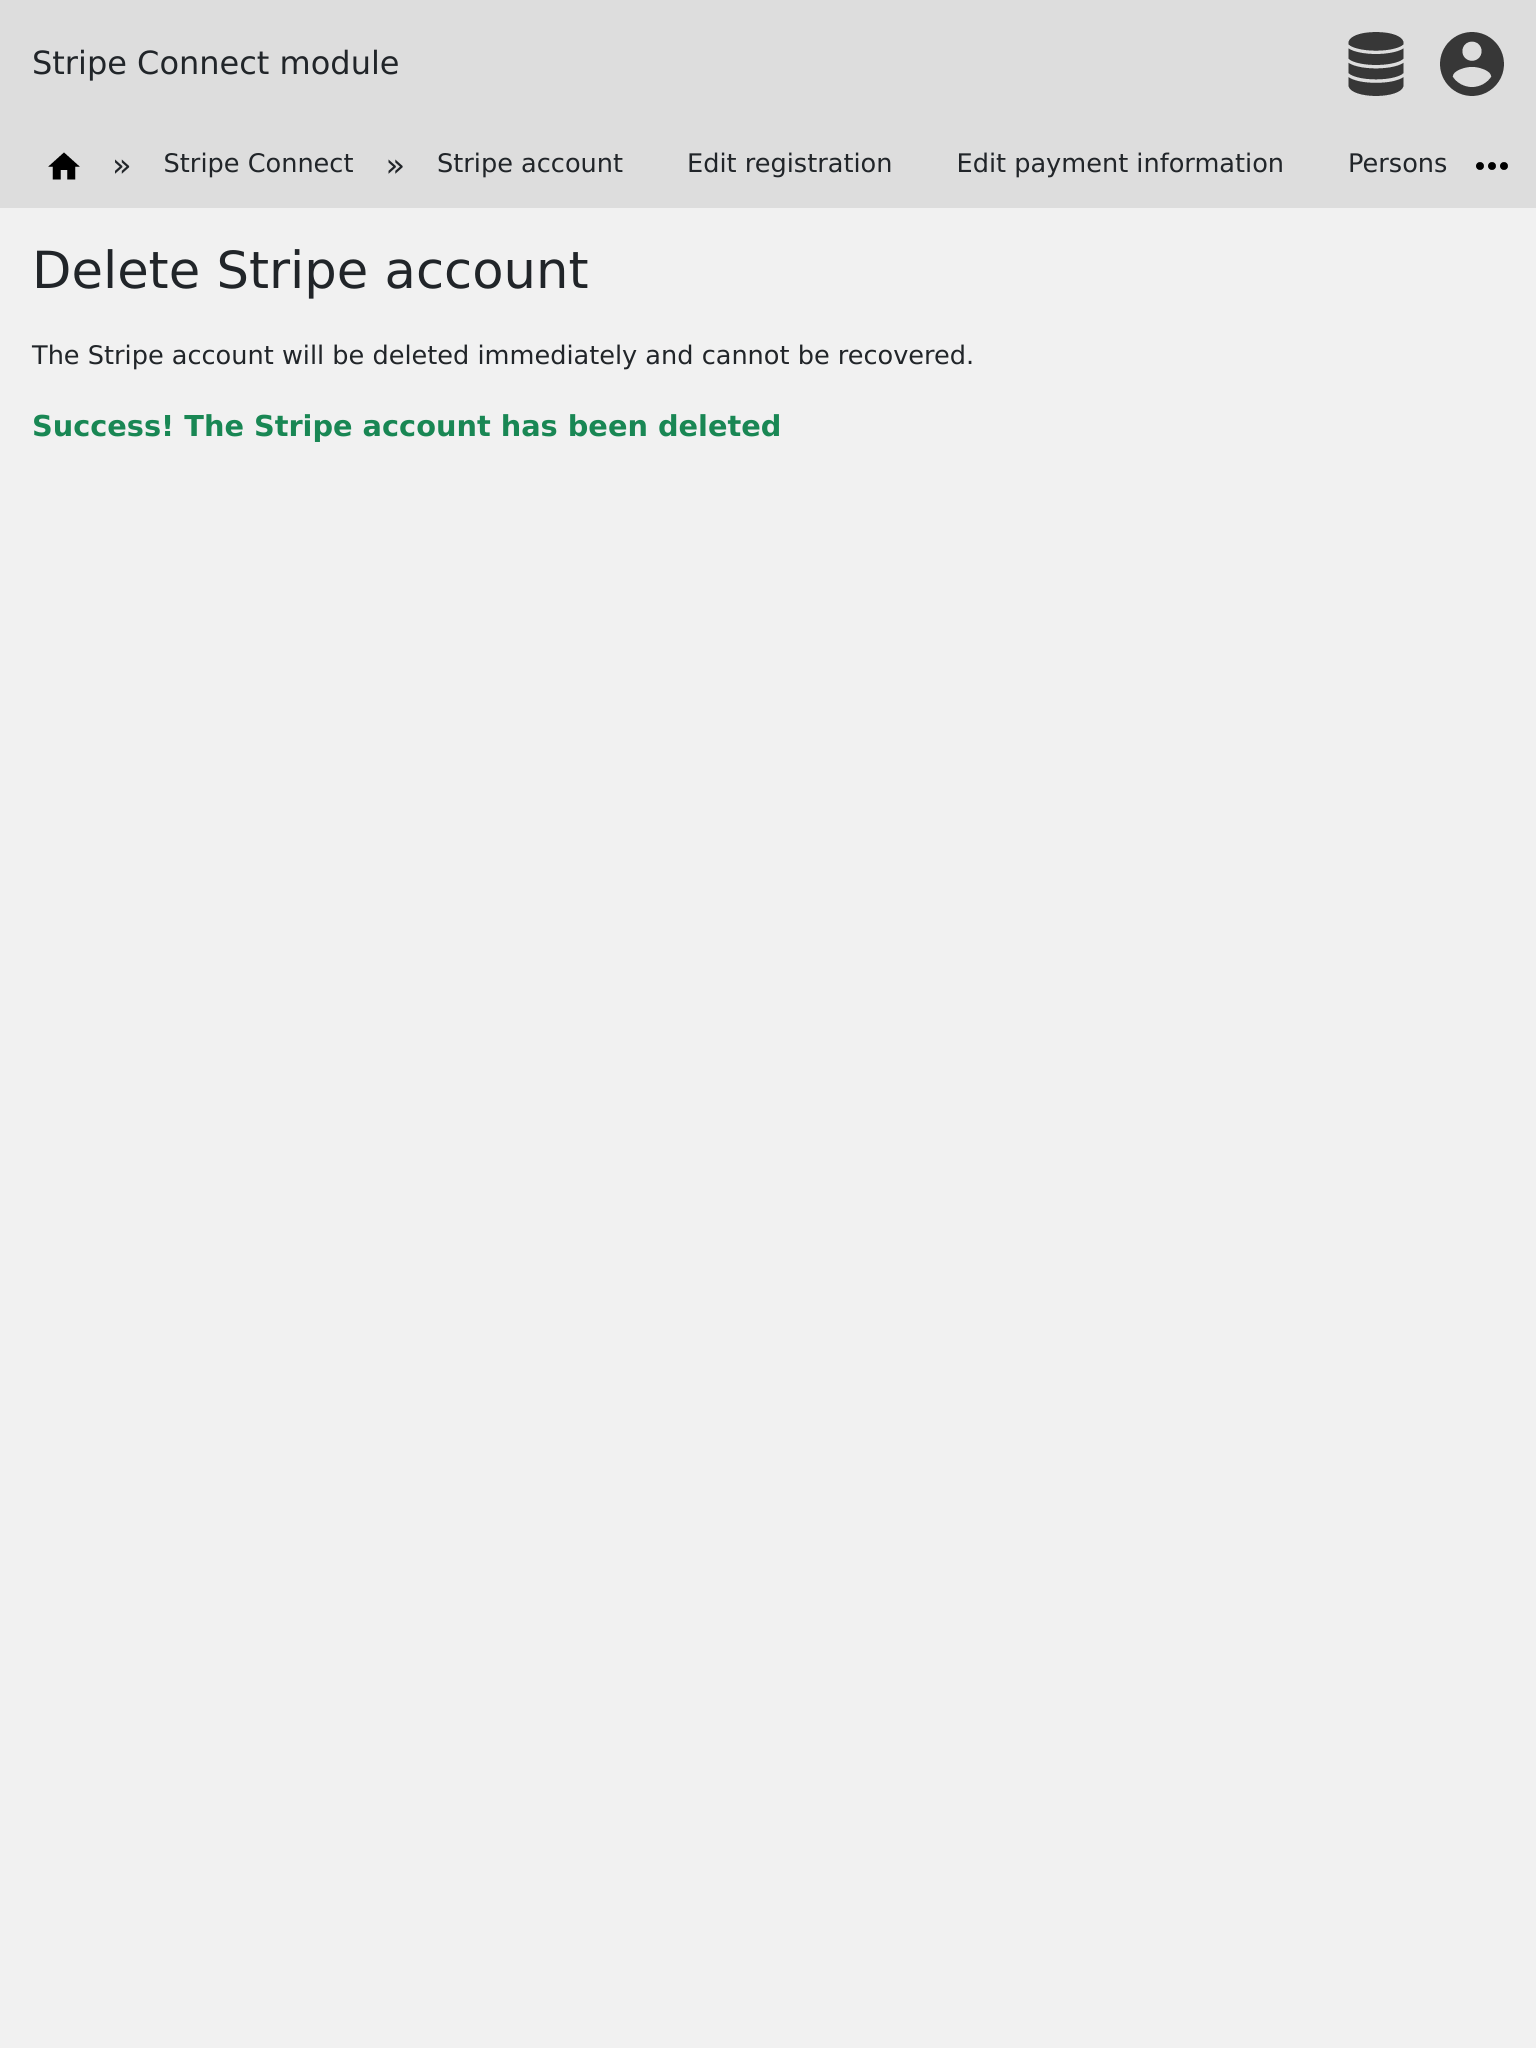 Stripe Connect module
» Stripe Connect » Stripe account Edit registration Edit payment information Persons
Delete Stripe account
The Stripe account will be deleted immediately and cannot be recovered.
Success! The Stripe account has been deleted